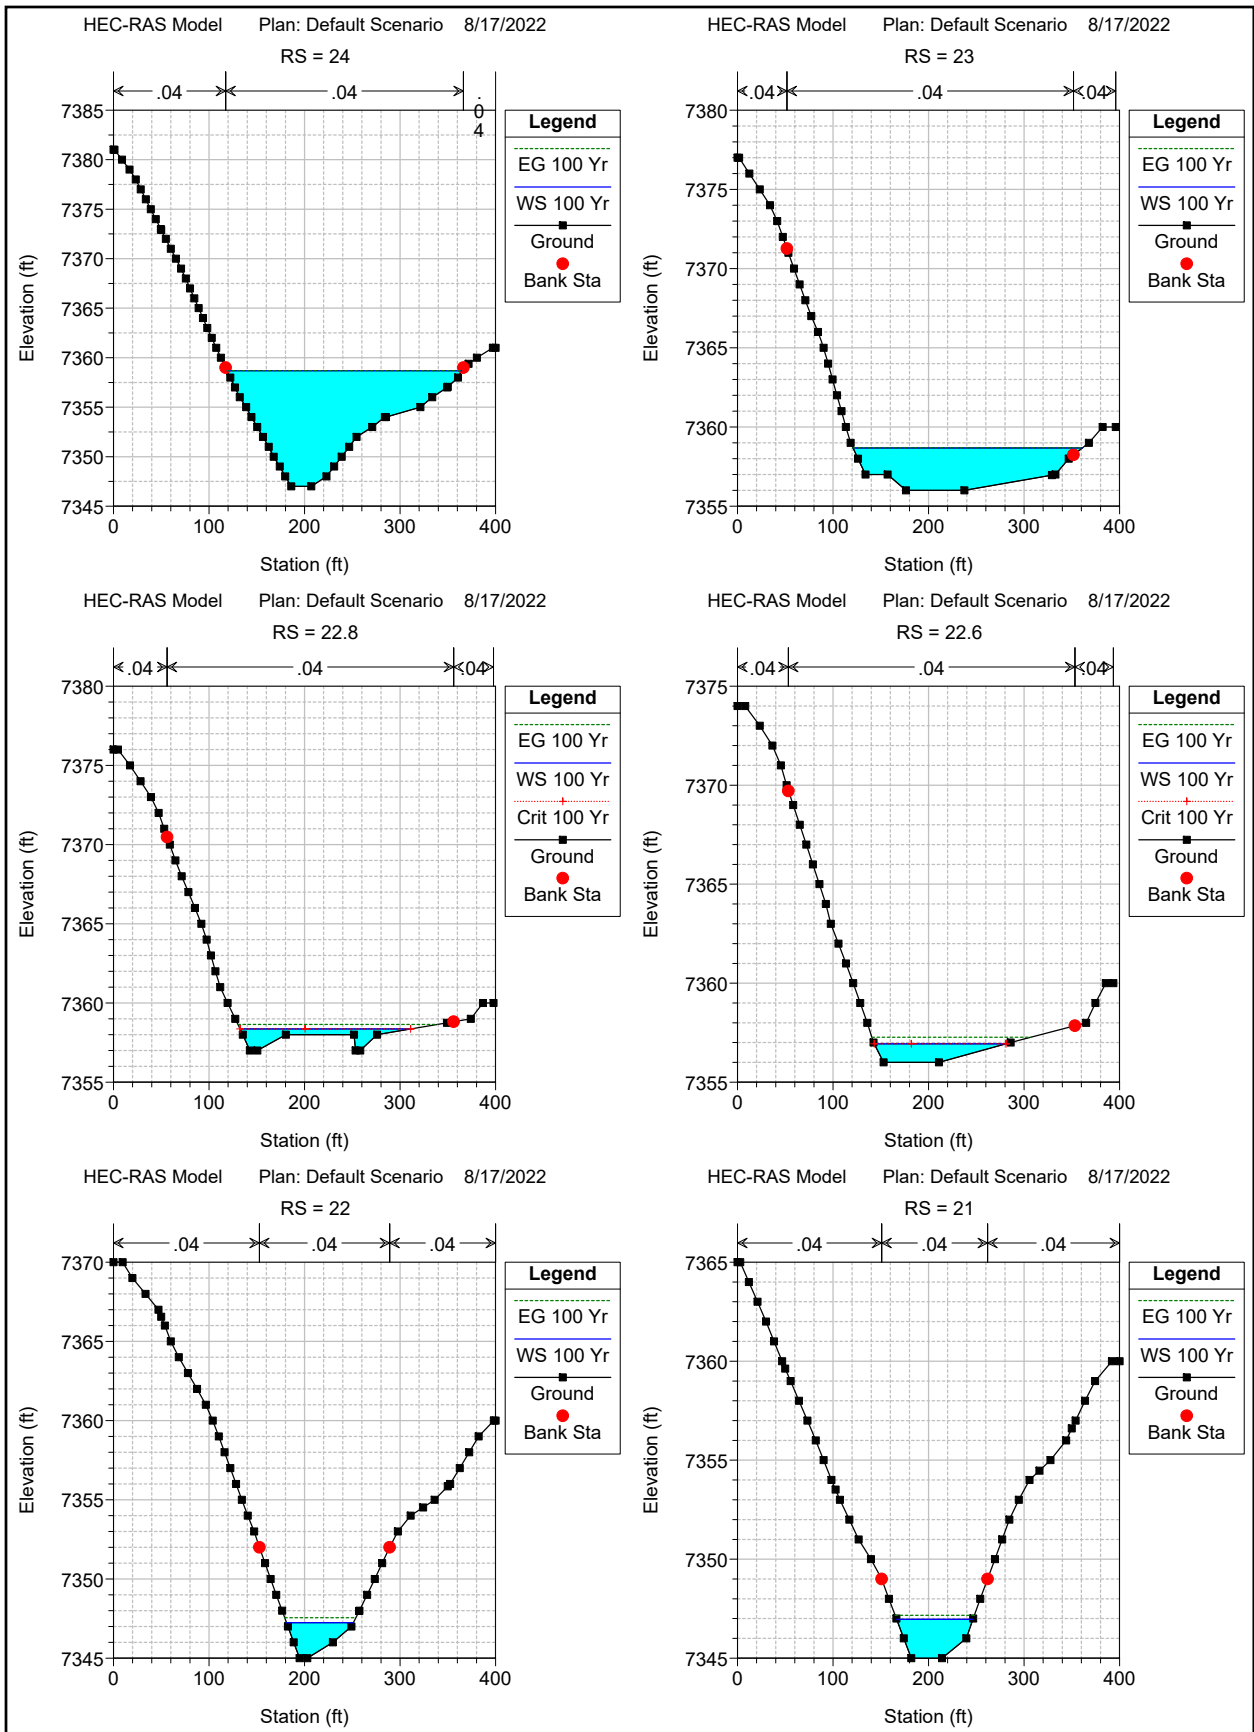 HEC-RAS Model Plan: Default Scenario 8/17/2022
RS = 24
.04 .04 .04
Legend
EG 100 Yr
WS 100 Yr
Ground
Bank Sta
7385
7380
7375
7370
7365
7360
7355
7350
7345
Elevation (ft)
0 100 200 300 400
Station (ft)
HEC-RAS Model Plan: Default Scenario 8/17/2022
RS = 23
.04 .04 .04
Legend
EG 100 Yr
WS 100 Yr
Ground
Bank Sta
7380
7375
7370
7365
7360
7355
Elevation (ft)
0 100 200 300 400
Station (ft)
HEC-RAS Model Plan: Default Scenario 8/17/2022
RS = 22.8
.04 .04 .04
Legend
EG 100 Yr
WS 100 Yr
Crit 100 Yr
Ground
Bank Sta
7380
7375
7370
7365
7360
7355
Elevation (ft)
0 100 200 300 400
Station (ft)
HEC-RAS Model Plan: Default Scenario 8/17/2022
RS = 22.6
.04 .04 .04
Legend
EG 100 Yr
WS 100 Yr
Crit 100 Yr
Ground
Bank Sta
7375
7370
7365
7360
7355
Elevation (ft)
0 100 200 300 400
Station (ft)
HEC-RAS Model Plan: Default Scenario 8/17/2022
RS = 22
.04 .04 .04
Legend
EG 100 Yr
WS 100 Yr
Ground
Bank Sta
7370
7365
7360
7355
7350
7345
Elevation (ft)
0 100 200 300 400
Station (ft)
HEC-RAS Model Plan: Default Scenario 8/17/2022
RS = 21
.04 .04 .04
Legend
EG 100 Yr
WS 100 Yr
Ground
Bank Sta
7365
7360
7355
7350
7345
Elevation (ft)
0 100 200 300 400
Station (ft)